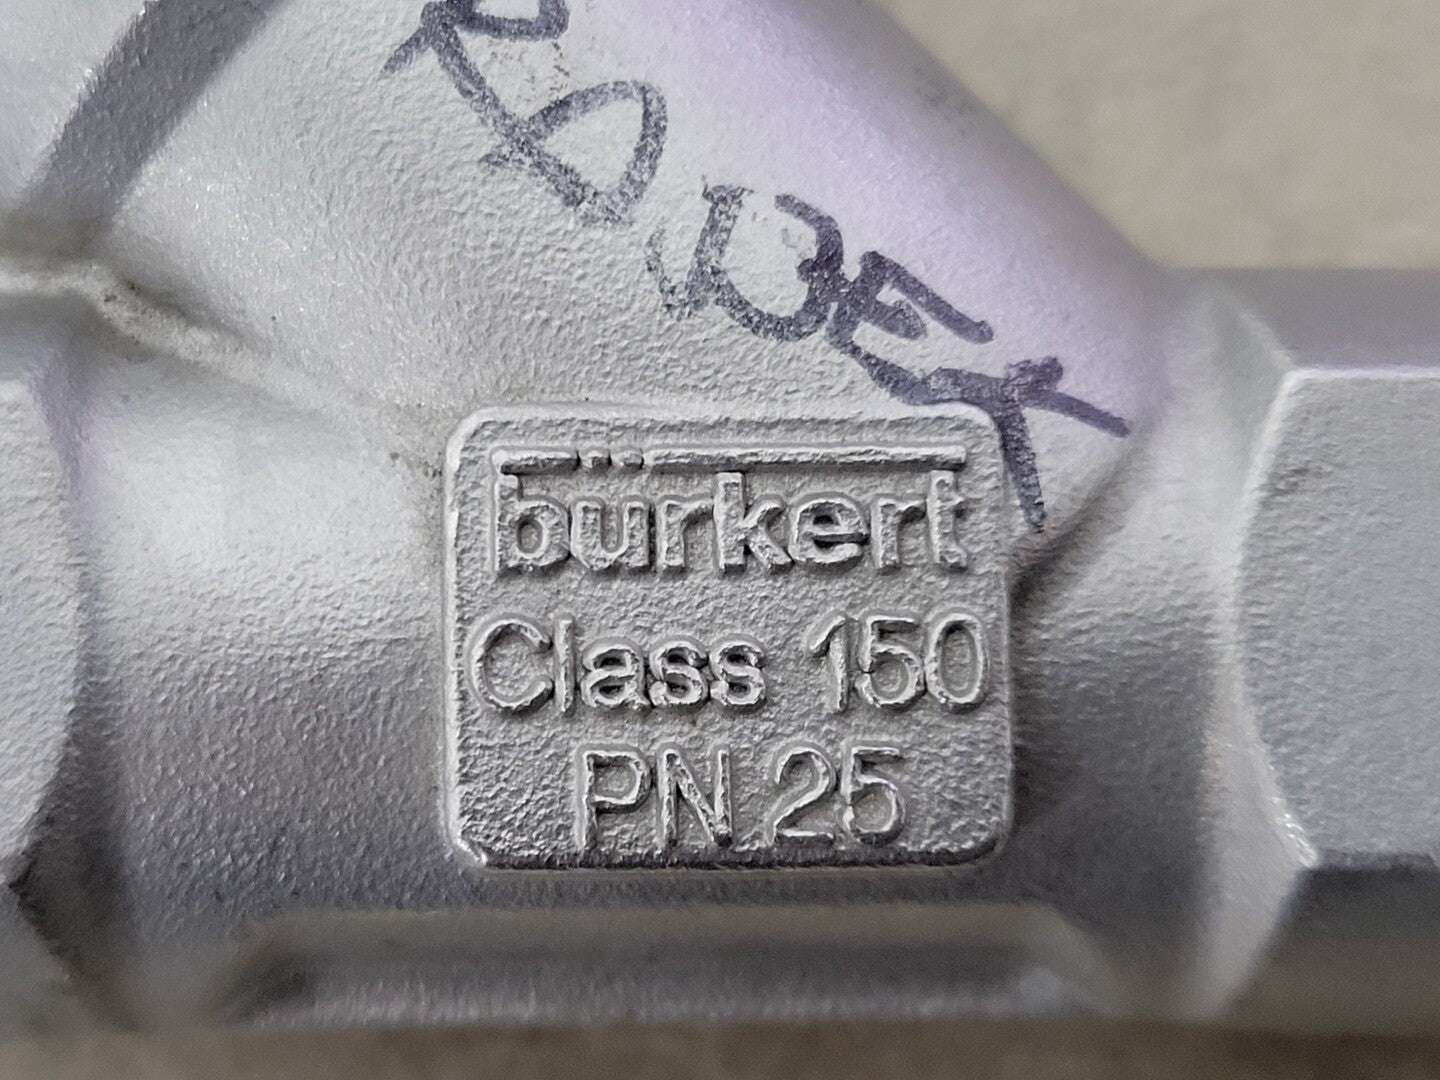 bürkert
Class 150
PN 25